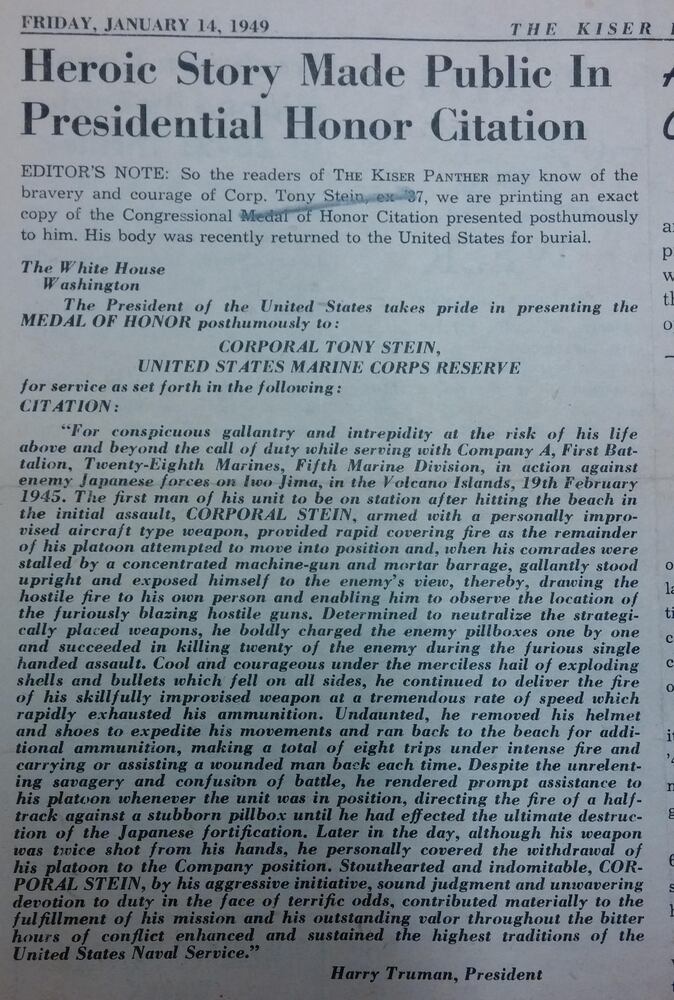 FRIDAY, JANUARY 14, 1949
THE KISER
Heroic Story Made Public In
Presidential Honor Citation
EDITOR'S NOTE: So the readers of THE KISER PANTHER may know of the
bravery and courage of Corp. Tony Stein, ex '37, we are printing an exact
copy of the Congressional Medal of Honor Citation presented posthumously
to him. His body was recently returned to the United States for burial.
The White House
Washington
The President of the United States takes pride in presenting the
MEDAL OF HONOR posthumously to:
CORPORAL TONY STEIN,
UNITED STATES MARINE CORPS RESERVE
for service as set forth in the following:
CITATION:
"For conspicuous gallantry and intrepidity at the risk of his life
above and beyond the call of duty while serving with Company A, First Bat-
talion, Twenty-Eighth Marines, Fifth Marine Division, in action against
enemy Japanese forces on Iwo Jima, in the Volcano Islands, 19th February
1945. The first man of his unit to be on station after hitting the beach in
the initial assault, CORPORAL STEIN, armed with a personally impro-
vised aircraft type weapon, provided rapid covering fire as the remainder
of his platoon attempted to move into position and, when his comrades were
stalled by a concentrated machine-gun and mortar barrage, gallantly stood
upright and exposed himself to the enemy's view, thereby, drawing the
hostile fire to his own person and enabling him to observe the location of
the furiously blazing hostile guns. Determined to neutralize the strategi-
cally placed weapons, he boldly charged the enemy pillboxes one by one
and succeeded in killing twenty of the enemy during the furious single
handed assault. Cool and courageous under the merciless hail of exploding
shells and bullets which fell on all sides, he continued to deliver the fire
of his skillfully improvised weapon at a tremendous rate of speed which
rapidly exhausted his ammunition. Undaunted, he removed his helmet
and shoes to expedite his movements and ran back to the beach for addi-
tional ammunition, making a total of eight trips under intense fire and
carrying or assisting a wounded man back each time. Despite the unrelent-
ing savagery and confusion of battle, he rendered prompt assistance to
his platoon whenever the unit was in position, directing the fire of a half-
track against a stubborn pillbox until he had effected the ultimate destruc-
tion of the Japanese fortification. Later in the day, although his weapon
was twice shot from his hands, he personally covered the withdrawal of
his platoon to the Company position. Stouthearted and indomitable, COR-
PORAL STEIN, by his aggressive initiative, sound judgment and unwavering
devotion to duty in the face of terrific odds, contributed materially to the
fulfillment of his mission and his outstanding valor throughout the bitter
hours of conflict enhanced and sustained the highest traditions of the
United States Naval Service."
Harry Truman, President